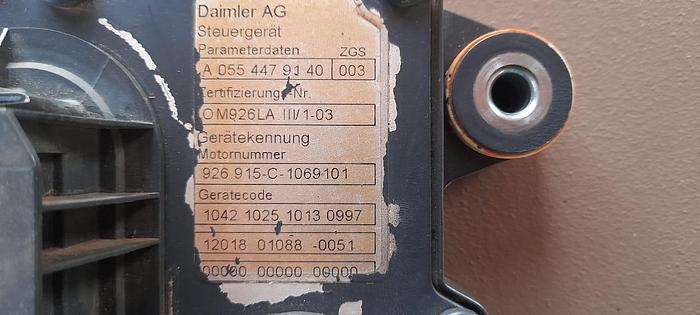 Daimler AG
Steuergerät
Parameterdaten ZGS
A 055 447 91 40 003
Zertifizierungs-Nr.
OM926LA III/1-03
Gerätekennung
Motornummer
926.915-C-1069101
Gerätecode
1042 1025 1013 0997
12018 01088 -0051
00000 00000 00000